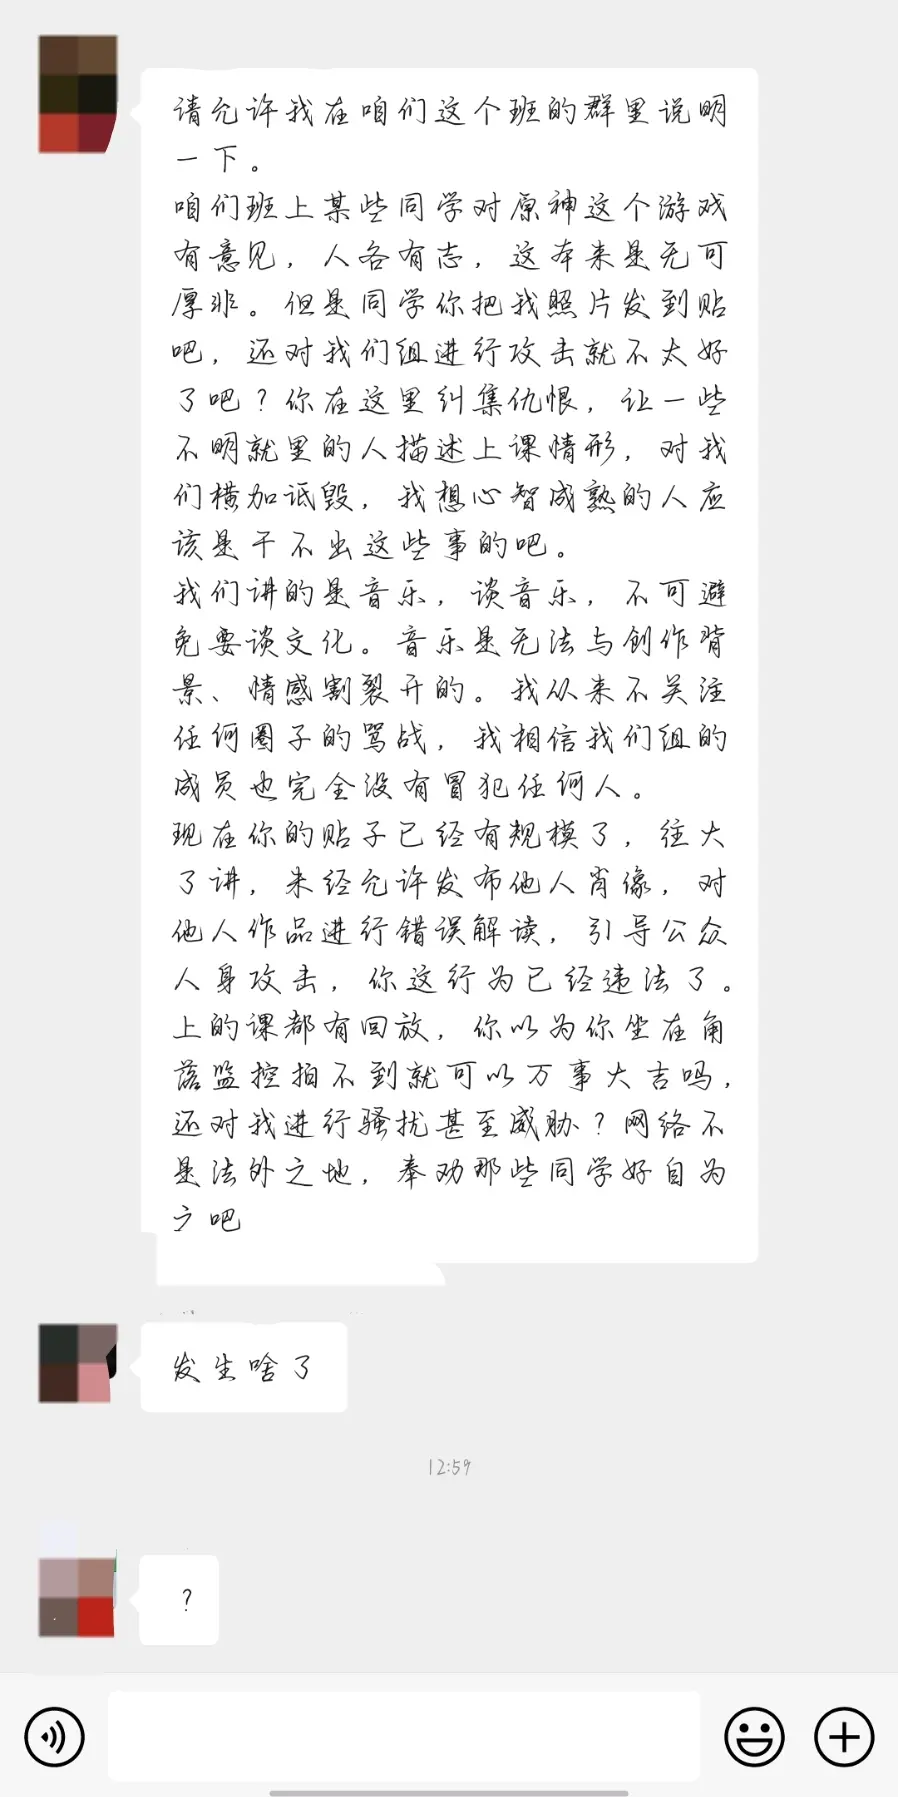 请允许我在咱们这个班的群里说明
一下。
咱们班上某些同学对原神这个游戏
有意见，人各有志，这本来是无可
厚非。但是同学你把我照片发到贴
吧，还对我们组进行攻击就不太好
了吧？你在这里纠集仇恨，让一些
不明就里的人描述上课情形，对我
们横加诋毁，我想心智成熟的人应
该是干不出这些事的吧。
我们讲的是音乐，谈音乐，不可避
免要谈文化。音乐是无法与创作背
景、情感割裂开的。我从来不关注
任何圈子的骂战，我相信我们组的
成员也完全没有冒犯任何人。
现在你的贴子已经有规模了，往大
了讲，未经允许发布他人肖像，对
他人作品进行错误解读，引导公众
人身攻击，你这行为已经违法了。
上的课都有回放，你以为你坐在角
落监控拍不到就可以万事大吉吗，
还对我进行骚扰甚至威胁？网络不
是法外之地，奉劝那些同学好自为
之吧
发生啥了
12:59
？